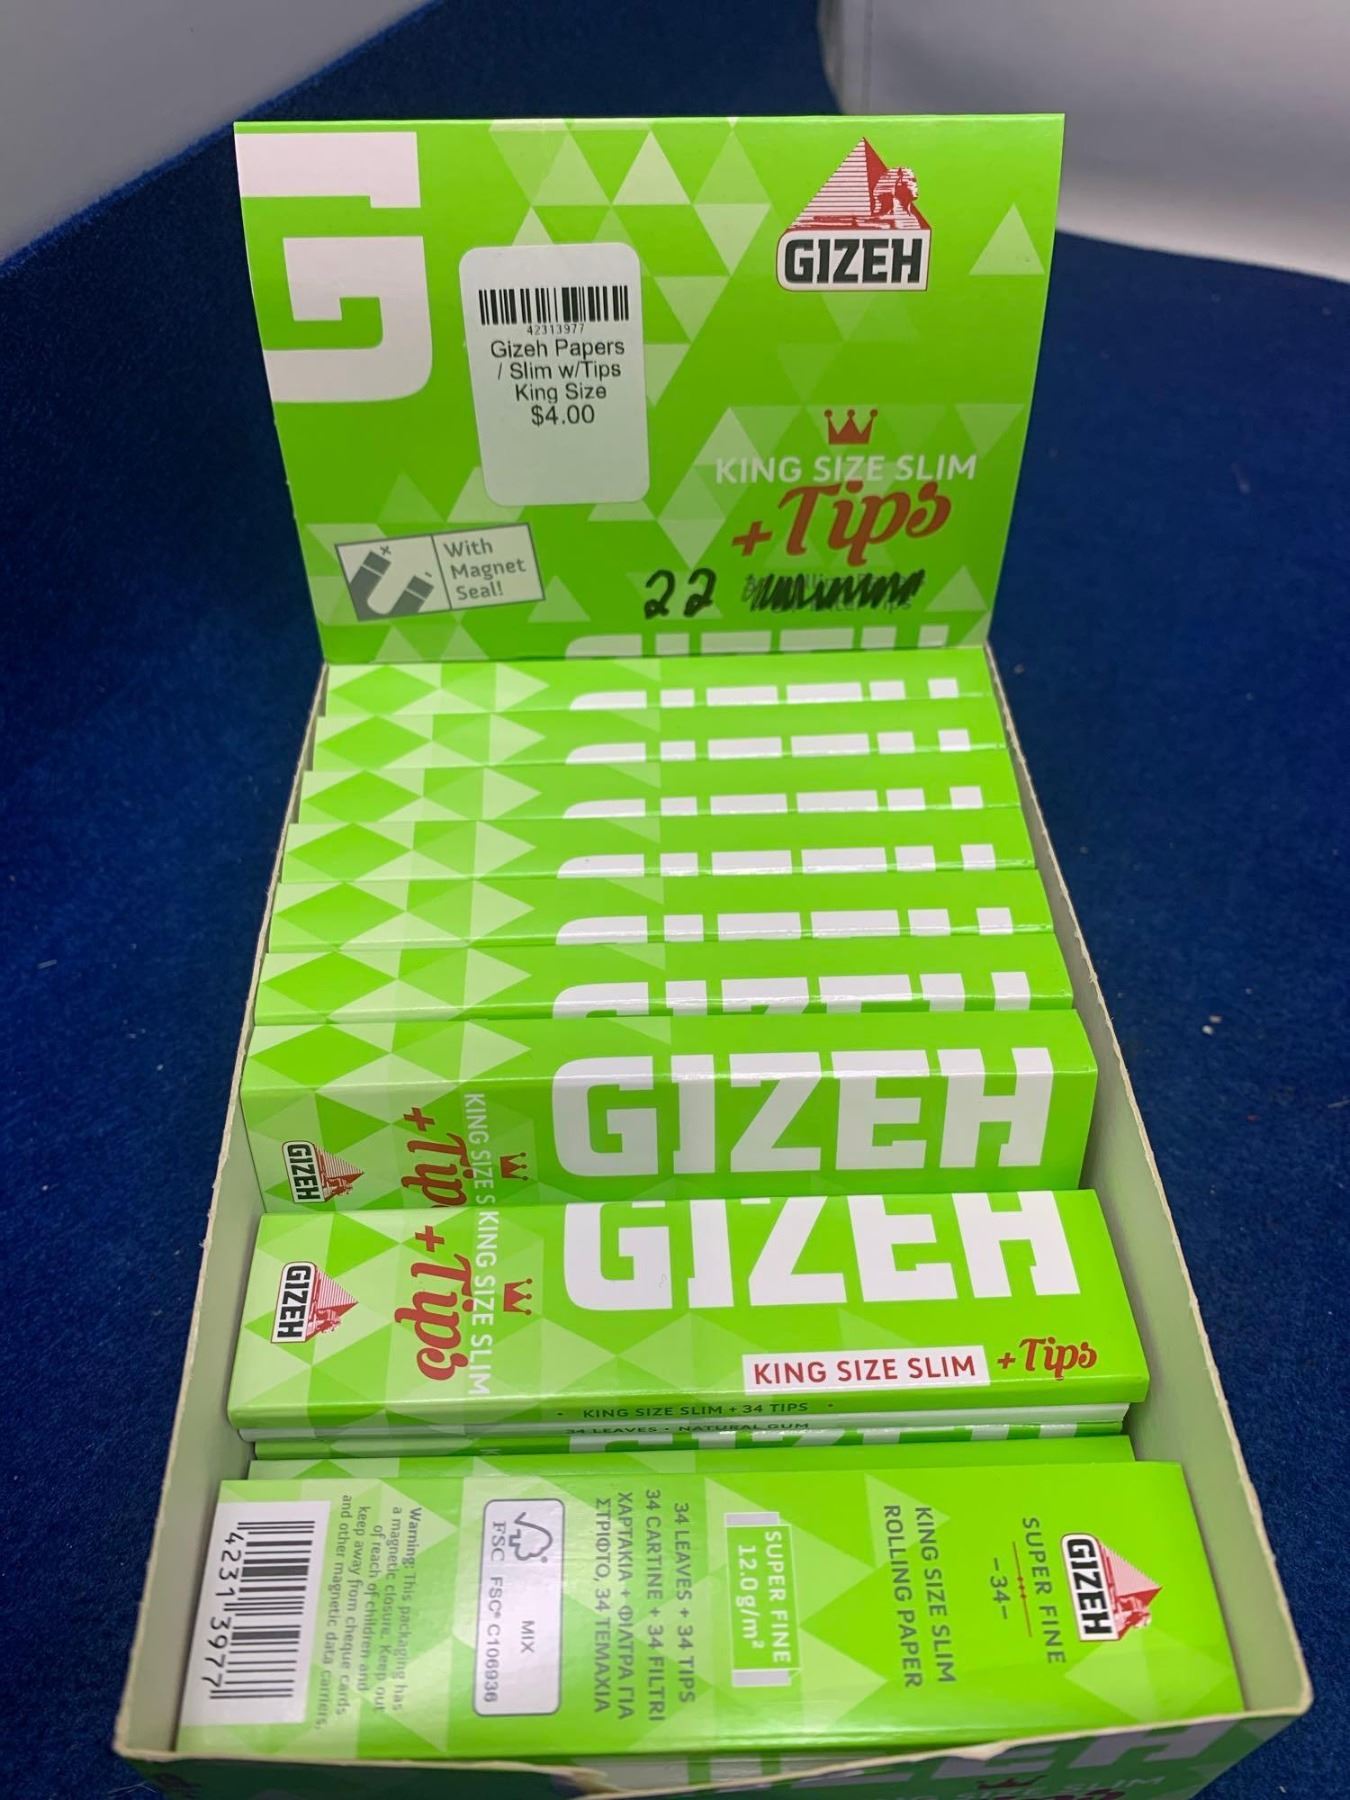 G
GIZEH
42313977
Gizeh Papers
/ Slim w/Tips
King Size
$4.00
KING SIZE SLIM
+Tips
With
Magnet
Seal!
22
GIZEH
GIZEH
KING SIZE S
+Tip
GIZEH
GIZEH
GIZEH
KING SIZE SLIM
+Tips
KING SIZE SLIM +Tips
• KING SIZE SLIM + 34 TIPS •
34 LEAVES • NATURAL GUM
GIZEH
SUPER FINE
-34-
KING SIZE SLIM
ROLLING PAPER
SUPER FINE
12.0g/m²
34 LEAVES + 34 TIPS
34 CARTINE + 34 FILTRI
ΧΑΡΤΑΚΙΑ + ΦΙΛΤΡΑ ΓΙΑ
ΣΤΡΙΦΤΟ, 34 ΤΕΜΑΧΙΑ
FSC
MIX
FSC® C106936
Warning: This packaging has
a magnetic closure. Keep out
of reach of children and
keep away from cheque cards
and other magnetic data carriers.
42313977